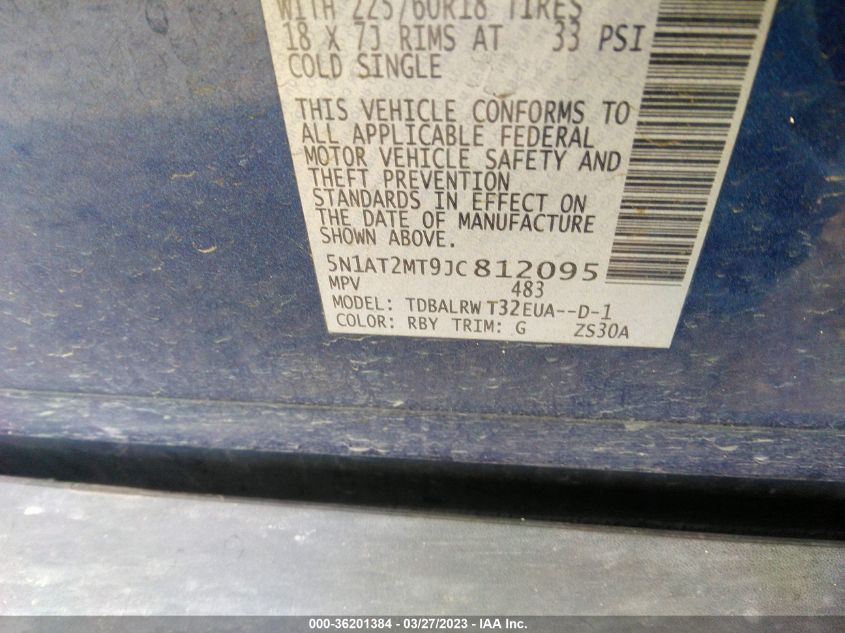 WITH 225/60R18 TIRES
18 X 7J RIMS AT 33 PSI
COLD SINGLE
THIS VEHICLE CONFORMS TO
ALL APPLICABLE FEDERAL
MOTOR VEHICLE SAFETY AND
THEFT PREVENTION
STANDARDS IN EFFECT ON
THE DATE OF MANUFACTURE
SHOWN ABOVE.
5N1AT2MT9JC812095
MPV 483
MODEL: TDBALRW T32EUA--D-1
COLOR: RBY TRIM: G ZS30A
000-36201384 - 03/27/2023 - IAA Inc.